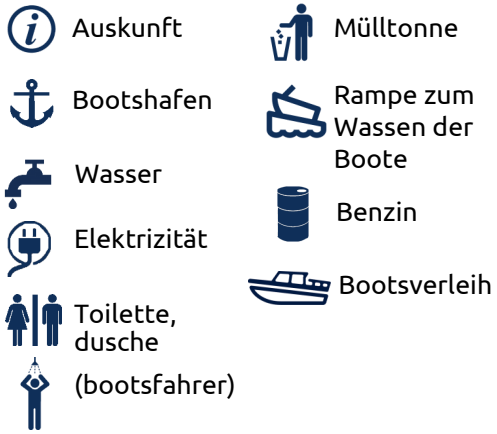 Auskunft
Bootshafen
Wasser
Elektrizität
Toilette,
dusche
(bootsfahrer)
Mülltonne
Rampe zum
Wassen der
Boote
Benzin
Bootsverleih